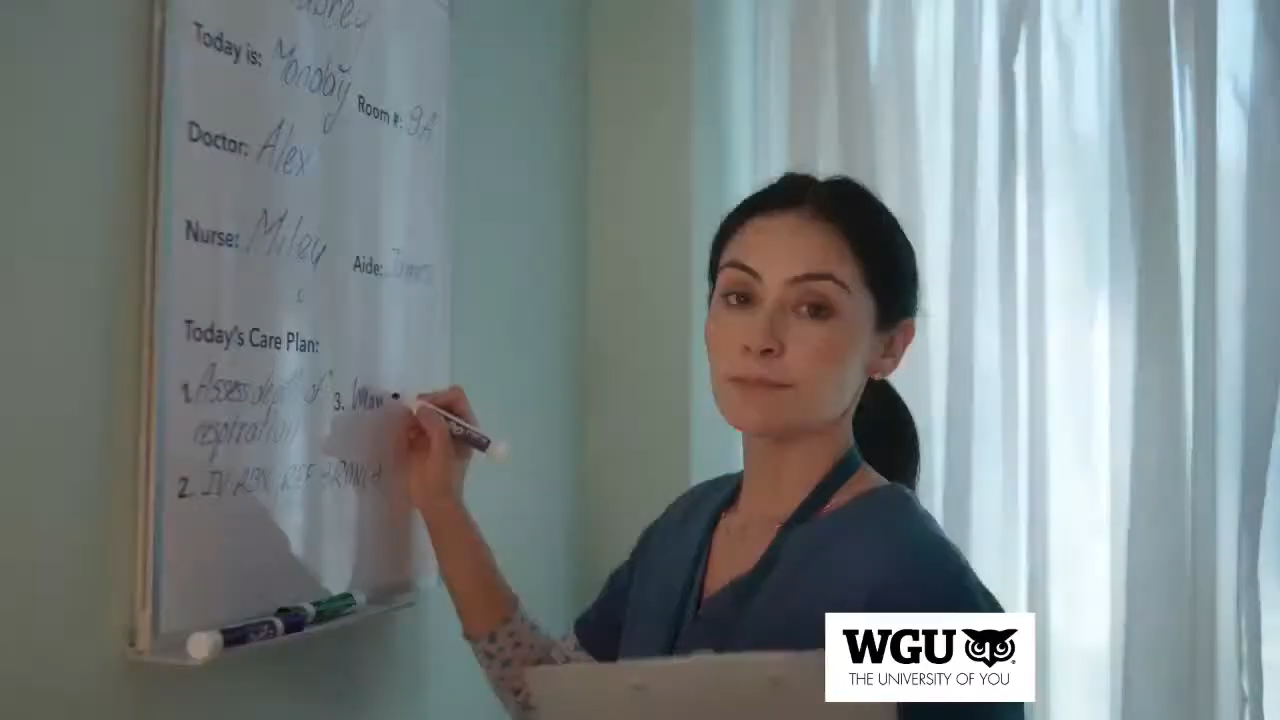 Today is: Monday Room #: 9A
Doctor: Alex
Nurse: Miley Aide:
Today's Care Plan:
1. Assess depth of 3.
respiration
2. IV
WGU
THE UNIVERSITY OF YOU